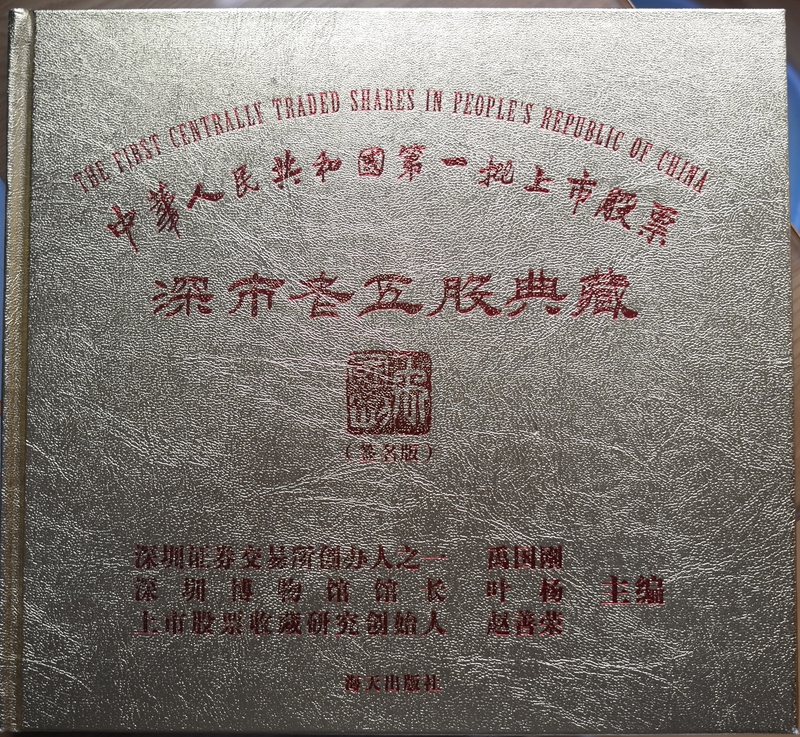 THE FIRST CENTRALLY TRADED SHARES IN PEOPLE'S REPUBLIC OF CHINA
中華人民共和國第一批上市股票
深市老五股典藏
(签名版)
深圳证券交易所创办人之一 禹国刚
深圳博物馆馆长 叶杨 主编
上市股票收藏研究创始人 赵善荣
海天出版社